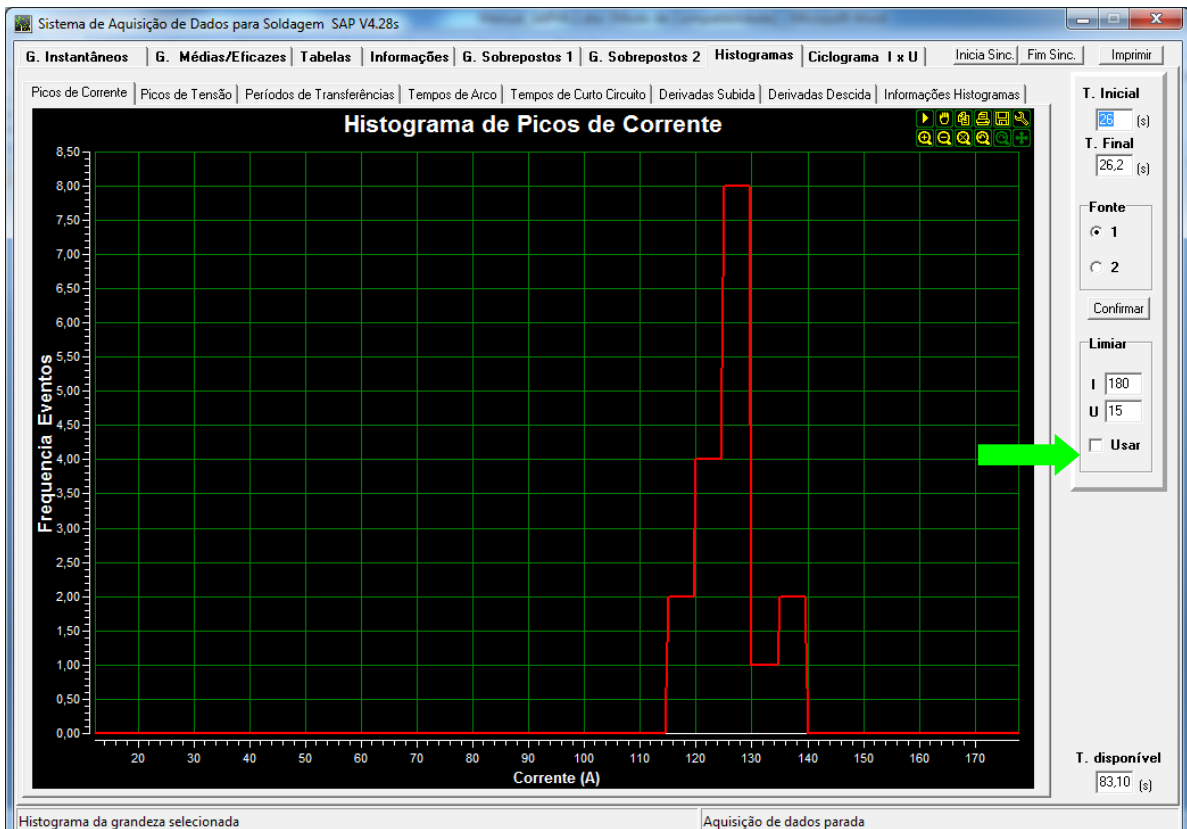 Sistema de Aquisição de Dados para Soldagem SAP V4.28s
G. Instantâneos G. Médias/Eficazes Tabelas Informações G. Sobrepostos 1 G. Sobrepostos 2 Histogramas Ciclograma I x U Inicia Sinc. Fim Sinc. Imprimir
Picos de Corrente Picos de Tensão Períodos de Transferências Tempos de Arco Tempos de Curto Circuito Derivadas Subida Derivadas Descida Informações Histogramas
Histograma de Picos de Corrente
8,50
8,00
7,50
7,00
6,50
6,00
5,50
5,00
4,50
4,00
3,50
3,00
2,50
2,00
1,50
1,00
0,50
0,00
Frequencia Eventos
20 30 40 50 60 70 80 90 100 110 120 130 140 150 160 170
Corrente (A)
T. Inicial
26 (s)
T. Final
26,2 (s)
Fonte
1
2
Confirmar
Limiar
I 180
U 15
Usar
T. disponível
83,10 (s)
Histograma da grandeza selecionada Aquisição de dados parada